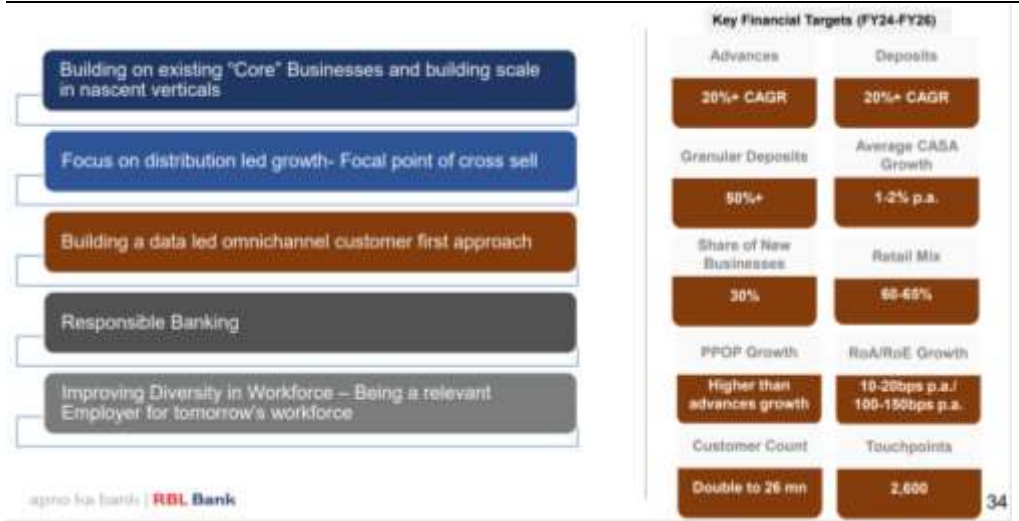 Key Financial Targets (FY24-FY26)
Building on existing "Core" Businesses and building scale
in nascent verticals
Focus on distribution led growth- Focal point of cross sell
Building a data led omnichannel customer first approach
Responsible Banking
Improving Diversity in Workforce – Being a relevant
Employer for tomorrow's workforce
Advances
20%+ CAGR
Deposits
20%+ CAGR
Granular Deposits
50%+
Average CASA
Growth
1-2% p.a.
Share of New
Businesses
30%
Retail Mix
60-65%
PPOP Growth
Higher than
advances growth
RoA/RoE Growth
10-20bps p.a./
100-150bps p.a.
Customer Count
Double to 26 mn
Touchpoints
2,600
apno ka bank | RBL Bank
34